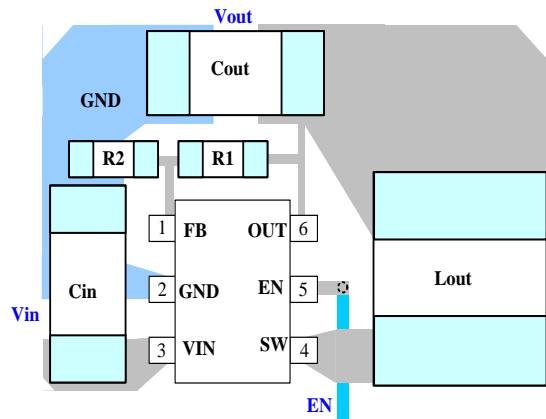 Vout
Cout
GND
R2 R1
1 FB OUT 6
2 GND EN 5
Cin Lout
Vin
3 VIN SW 4
EN